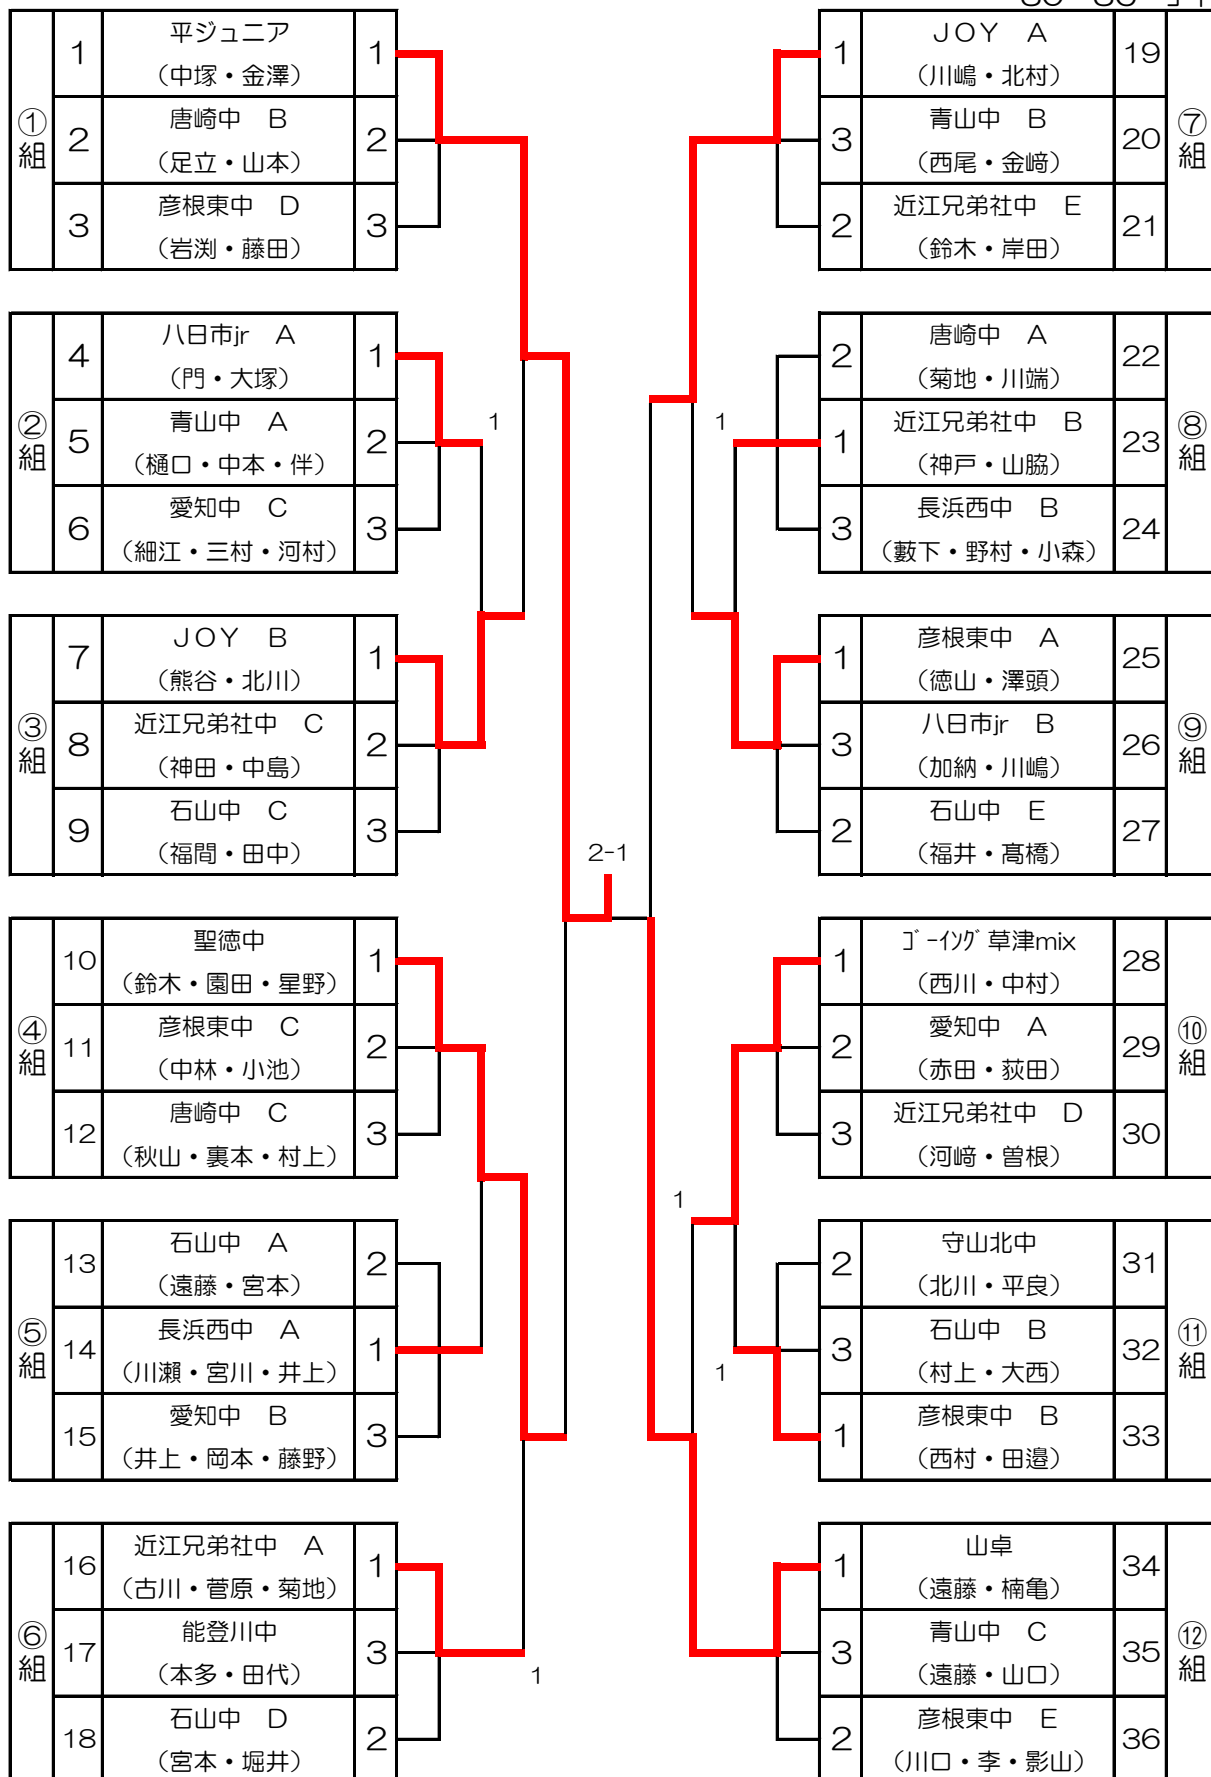 ①組
1 平ジュニア 1
（中塚・金澤）
2 唐崎中 B 2
（足立・山本）
3 彦根東中 D 3
（岩渕・藤田）
②組
4 八日市jr A 1
（門・大塚）
5 青山中 A 2
（樋口・中本・伴）
6 愛知中 C 3
（細江・三村・河村）
1
③組
7 JOY B 1
（熊谷・北川）
8 近江兄弟社中 C 2
（神田・中島）
9 石山中 C 3
（福間・田中）
2-1
④組
10 聖徳中 1
（鈴木・園田・星野）
11 彦根東中 C 2
（中林・小池）
12 唐崎中 C 3
（秋山・裏本・村上）
⑤組
13 石山中 A 2
（遠藤・宮本）
14 長浜西中 A 1
（川瀬・宮川・井上）
15 愛知中 B 3
（井上・岡本・藤野）
⑥組
16 近江兄弟社中 A 1
（古川・菅原・菊地）
17 能登川中 3
（本多・田代）
18 石山中 D 2
（宮本・堀井）
1
1 JOY A 19
（川嶋・北村）
3 青山中 B 20
（西尾・金﨑）
2 近江兄弟社中 E 21
（鈴木・岸田）
⑦組
2 唐崎中 A 22
（菊地・川端）
1
1 近江兄弟社中 B 23
（神戸・山脇）
3 長浜西中 B 24
（藪下・野村・小森）
⑧組
1 彦根東中 A 25
（徳山・澤頭）
3 八日市jr B 26
（加納・川嶋）
2 石山中 E 27
（福井・髙橋）
⑨組
1 ｺﾞｰｲﾝｸﾞ草津mix 28
（西川・中村）
2 愛知中 A 29
（赤田・荻田）
3 近江兄弟社中 D 30
（河﨑・曽根）
⑩組
1
2 守山北中 31
（北川・平良）
3 石山中 B 32
（村上・大西）
1
1 彦根東中 B 33
（西村・田邉）
⑪組
1 山卓 34
（遠藤・楠亀）
3 青山中 C 35
（遠藤・山口）
2 彦根東中 E 36
（川口・李・影山）
⑫組